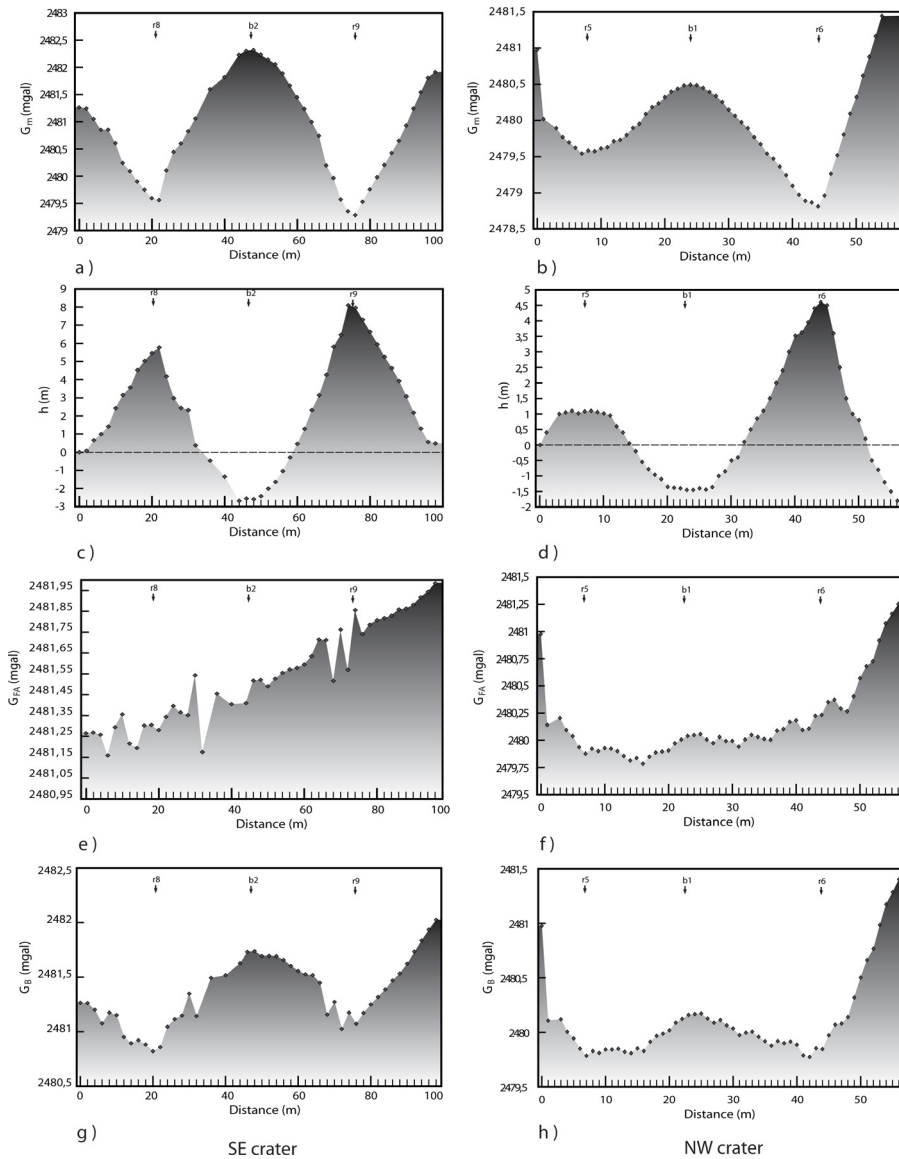 2483
2482,5
2482
2481,5
2481
2480,5
2480
2479,5
2479
G m (mgal)
r8
b2
r9
0
20
40
60
80
100
Distance (m)
a )
2481,5
2481
2480,5
2480
2479,5
2479
2478,5
G m (mgal)
r5
b1
r6
0
10
20
30
40
50
Distance (m)
b )
9
8
7
6
5
4
3
2
1
0
-1
-2
-3
h (m)
r8
b2
r9
0
20
40
60
80
100
Distance (m)
c )
5
4,5
4
3,5
3
2,5
2
1,5
1
0,5
0
-0,5
-1
-1,5
-2
h (m)
r5
b1
r6
0
10
20
30
40
50
Distance (m)
d )
2481,95
2481,85
2481,75
2481,65
2481,55
2481,45
2481,35
2481,25
2481,15
2481,05
2480,95
G FA (mgal)
r8
b2
r9
0
20
40
60
80
100
Distance (m)
e )
2481,5
2481,25
2481
2480,75
2480,5
2480,25
2480
2479,75
2479,5
G FA (mgal)
r5
b1
r6
0
10
20
30
40
50
Distance (m)
f )
2482,5
2482
2481,5
2481
2480,5
G B (mgal)
r8
b2
r9
0
20
40
60
80
100
Distance (m)
g )
2481,5
2481
2480,5
2480
2479,5
G B (mgal)
r5
b1
r6
0
10
20
30
40
50
Distance (m)
h )
SE crater
NW crater